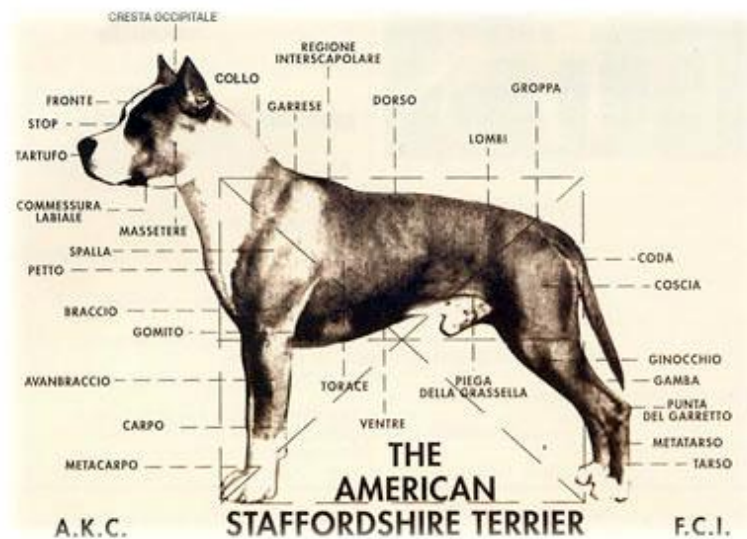 CRESTA OCCIPITALE
REGIONE
INTERSCAPOLARE
COLLO
GROPPA
FRONTE
GARRESE
DORSO
STOP
LOMBI
TARTUFO
COMMESSURA
LABIALE
MASSETERE
SPALLA
CODA
PETTO
COSCIA
BRACCIO
GOMITO
GINOCCHIO
AVANBRACCIO
TORACE
PIEGA
DELLA GRASSELLA
GAMBA
PUNTA
DEL GARRETTO
CARPO
VENTRE
METATARSO
METACARPO
TARSO
THE
AMERICAN
STAFFORDSHIRE TERRIER
A.K.C.
F.C.I.